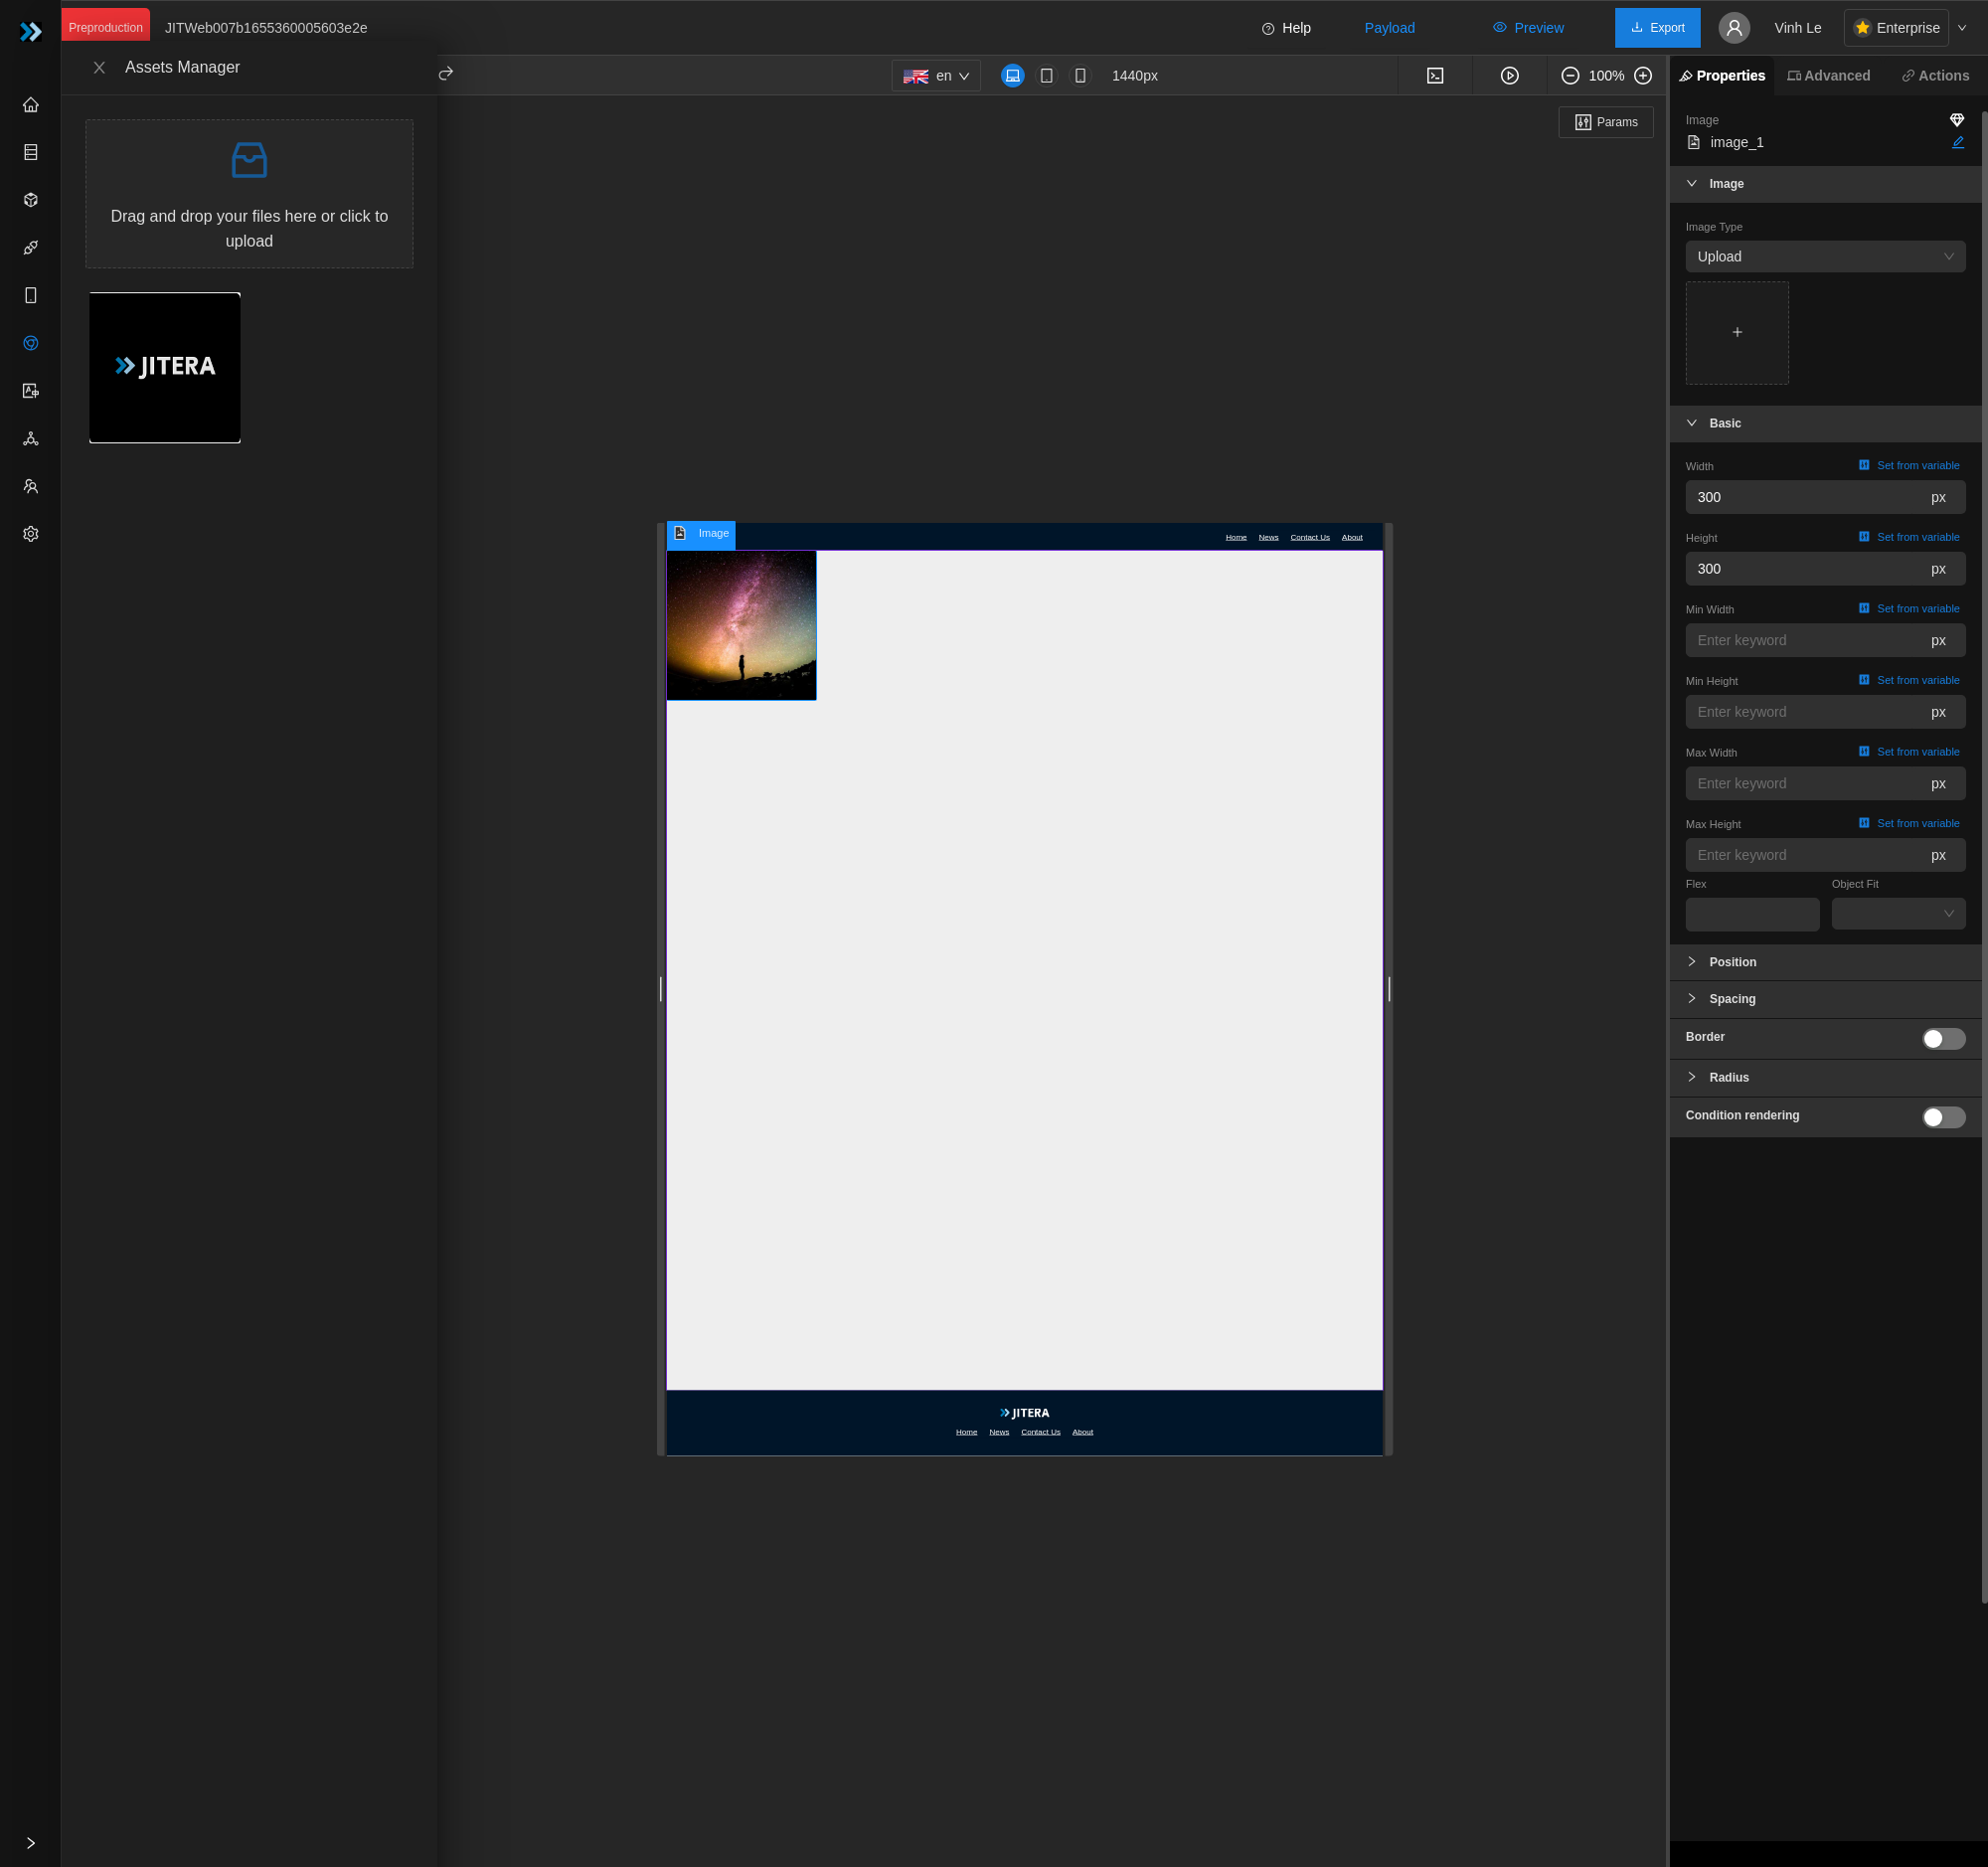 Preproduction
JITWeb007b1655360005603e2e
Help
Payload
Preview
Export
Vinh Le
Enterprise
Assets Manager
en
1440px
100%
Properties
Advanced
Actions
Drag and drop your files here or click to
upload
JITERA
Params
Image
image_1
Image
Image Type
Upload
Basic
Width
Set from variable
300
px
Height
Set from variable
300
px
Min Width
Set from variable
Enter keyword
px
Min Height
Set from variable
Enter keyword
px
Max Width
Set from variable
Enter keyword
px
Max Height
Set from variable
Enter keyword
px
Flex
Object Fit
Position
Spacing
Border
Radius
Condition rendering
Image
Home
News
Contact Us
About
JITERA
Home
News
Contact Us
About